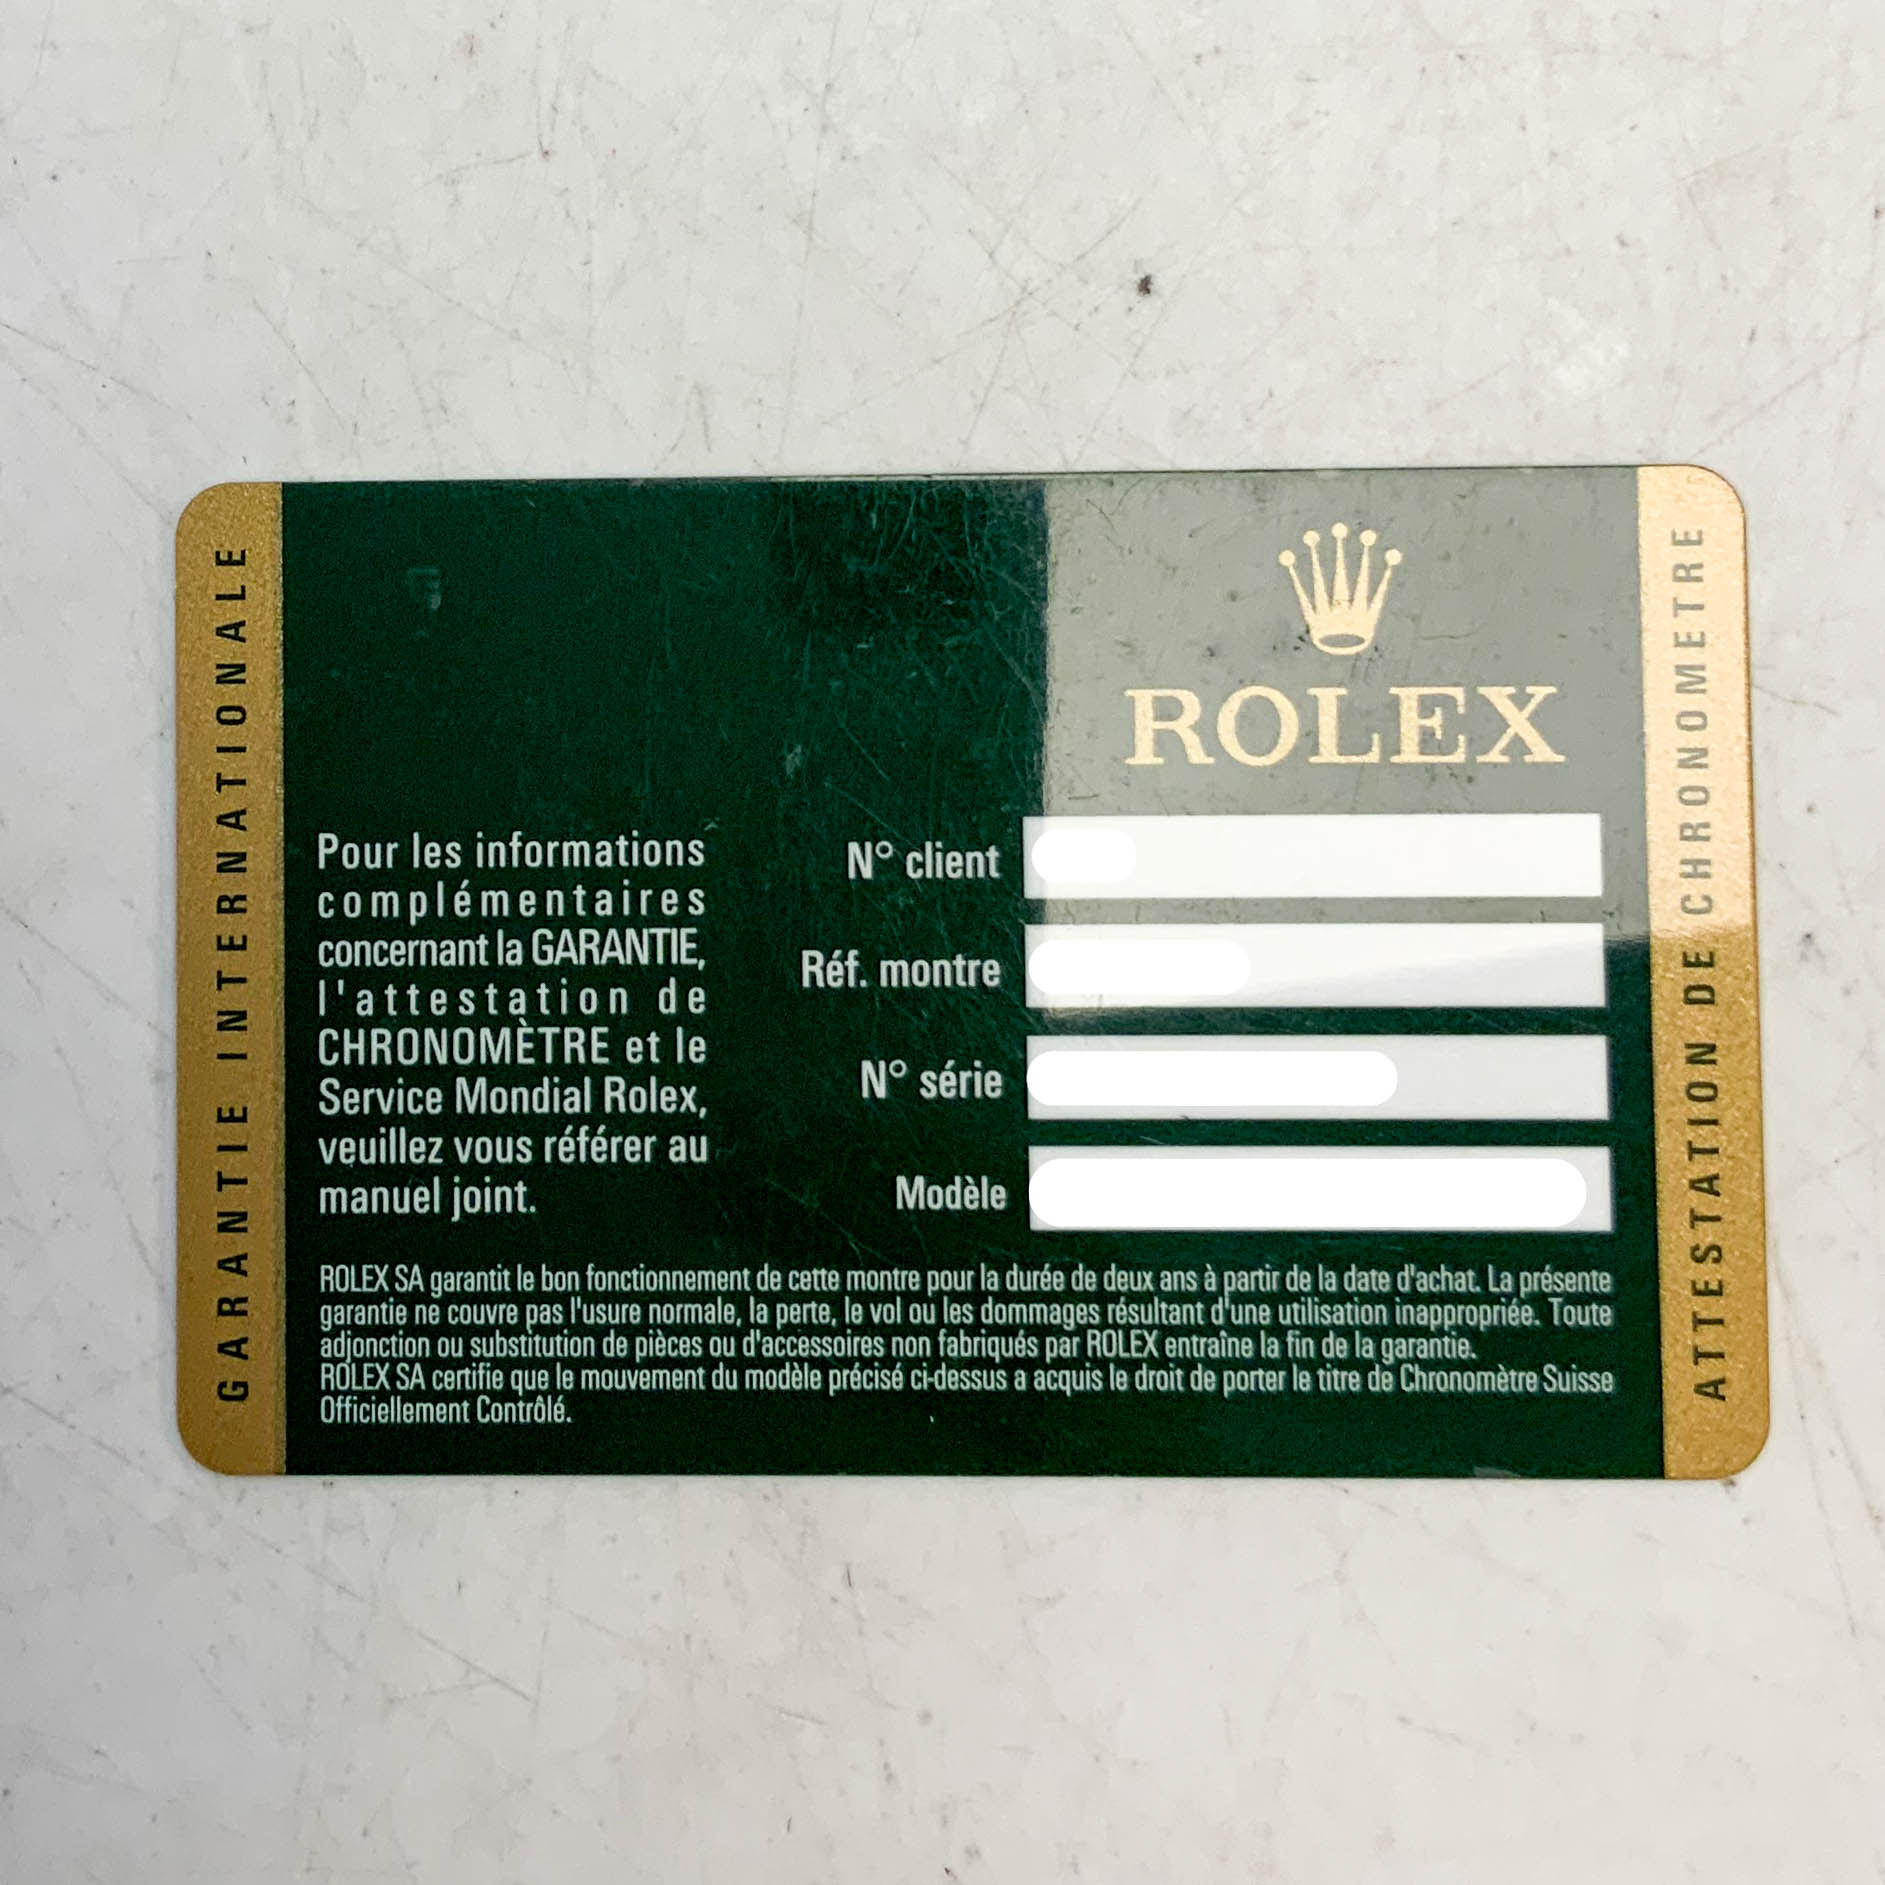 GARANTIE INTERNATIONALE
ROLEX
Pour les informations
complémentaires
concernant la GARANTIE,
l'attestation de
CHRONOMÈTRE et le
Service Mondial Rolex,
veuillez vous référer au
manuel joint.
N° client
Réf. montre
N° série
Modèle
ROLEX SA garantit le bon fonctionnement de cette montre pour la durée de deux ans à partir de la date d'achat. La présente
garantie ne couvre pas l'usure normale, la perte, le vol ou les dommages résultant d'une utilisation inappropriée. Toute
adjonction ou substitution de pièces ou d'accessoires non fabriqués par ROLEX entraîne la fin de la garantie.
ROLEX SA certifie que le mouvement du modèle précisé ci-dessus a acquis le droit de porter le titre de Chronomètre Suisse
Officiellement Contrôlé.
ATTESTATION DE CHRONOMETRE